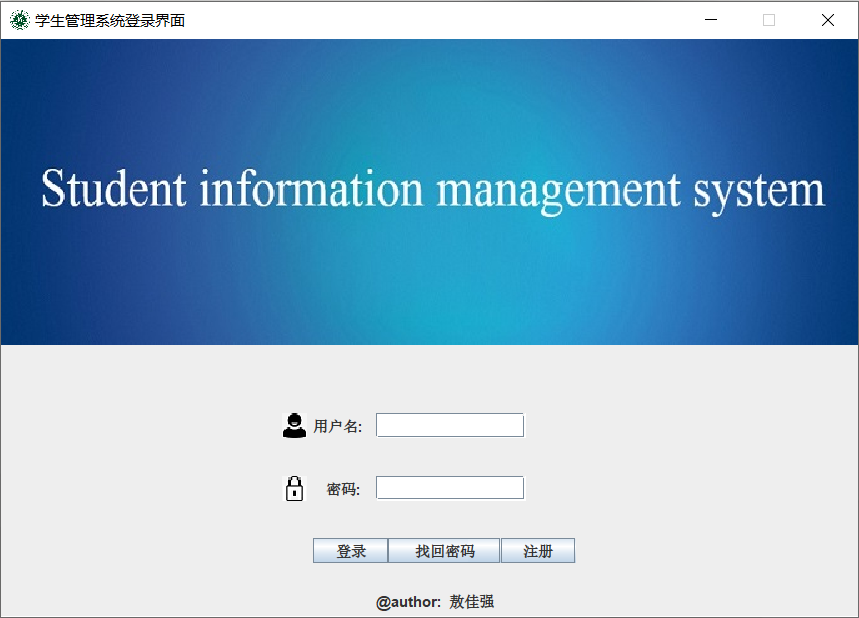 学生管理系统登录界面
Student information management system
用户名:
密码:
登录 找回密码 注册
@author: 敖佳强